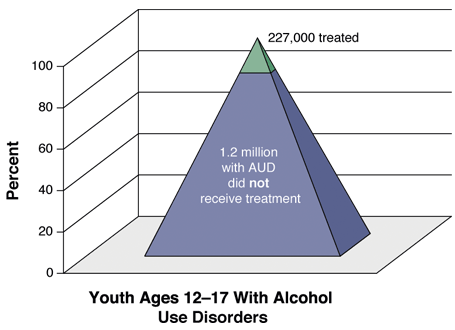 227,000 treated
100
80
60
40
20
0
Percent
1.2 million
with AUD
did not
receive treatment
Youth Ages 12–17 With Alcohol
Use Disorders